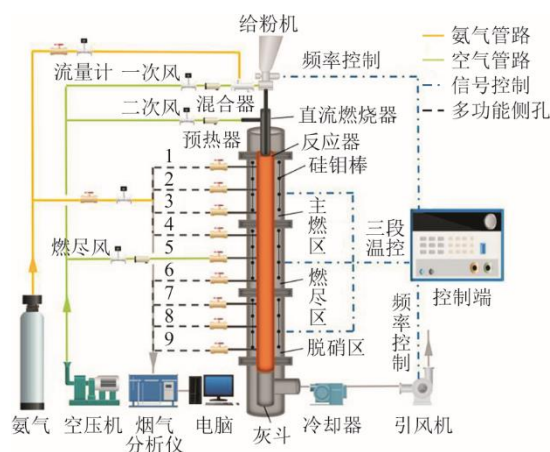 给粉机
频率控制
氨气管路
空气管路
信号控制
多功能侧孔
流量计
一次风
混合器
二次风
预热器
直流燃烧器
反应器
硅钼棒
1
2
3
4
5
6
7
8
9
主燃区
三段温控
燃尽风
燃尽区
控制端
频率控制
脱硝区
氨气
空压机
烟气
分析仪
电脑
灰斗
冷却器
引风机